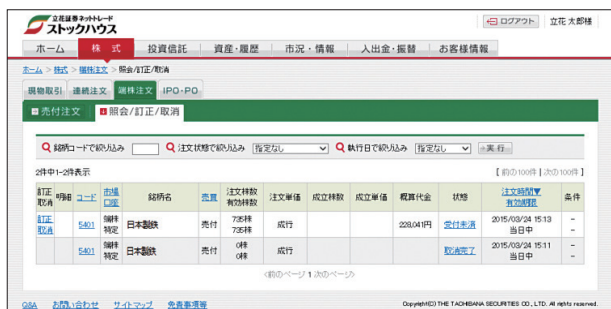 立花証券ネットトレード
ストックハウス
ログアウト 立花 太郎様
ホーム 株 式 投資信託 資産・履歴 市況・情報 入出金・振替 お客様情報
ホーム > 株式 > 端株注文 > 照会/訂正/取消
現物取引 連続注文 端株注文 IPO・PO
売付注文 照会/訂正/取消
銘柄コードで絞り込み 注文状態で絞り込み 指定なし 執行日で絞り込み 指定なし 実 行
2件中1-2件表示 【 前の100件 | 次の100件 】
訂正 取消 明細 コード 市場 口座 銘柄名 売買 注文株数 有効株数 注文単価 成立株数 成立単価 概算代金 状態 注文時間▼ 有効期限 条件
訂正 取消 5401 端株 特定 日本製鉄 売付 735株 735株 成行 228,041円 受付未済 2015/03/24 15:13 当日中 - -
5401 端株 特定 日本製鉄 売付 0株 0株 成行 取消完了 2015/03/24 15:11 当日中 - -
<前のページ 1 次のページ>
Q&A お問い合わせ サイトマップ 免責事項等 Copyright(C) THE TACHIBANA SECURITIES CO., LTD. All rights reserved.